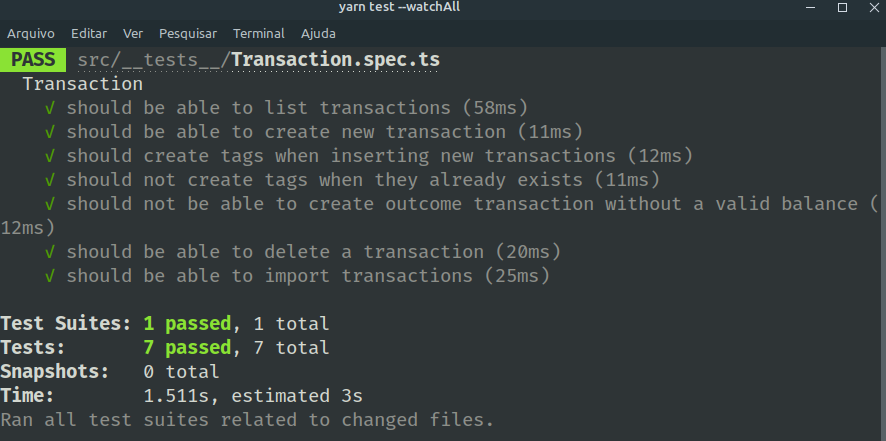 yarn test --watchAll
Arquivo Editar Ver Pesquisar Terminal Ajuda
PASS src/__tests__/Transaction.spec.ts
Transaction
√ should be able to list transactions (58ms)
√ should be able to create new transaction (11ms)
√ should create tags when inserting new transactions (12ms)
√ should not create tags when they already exists (11ms)
√ should not be able to create outcome transaction without a valid balance (
12ms)
√ should be able to delete a transaction (20ms)
√ should be able to import transactions (25ms)
Test Suites: 1 passed, 1 total
Tests: 7 passed, 7 total
Snapshots: 0 total
Time: 1.511s, estimated 3s
Ran all test suites related to changed files.